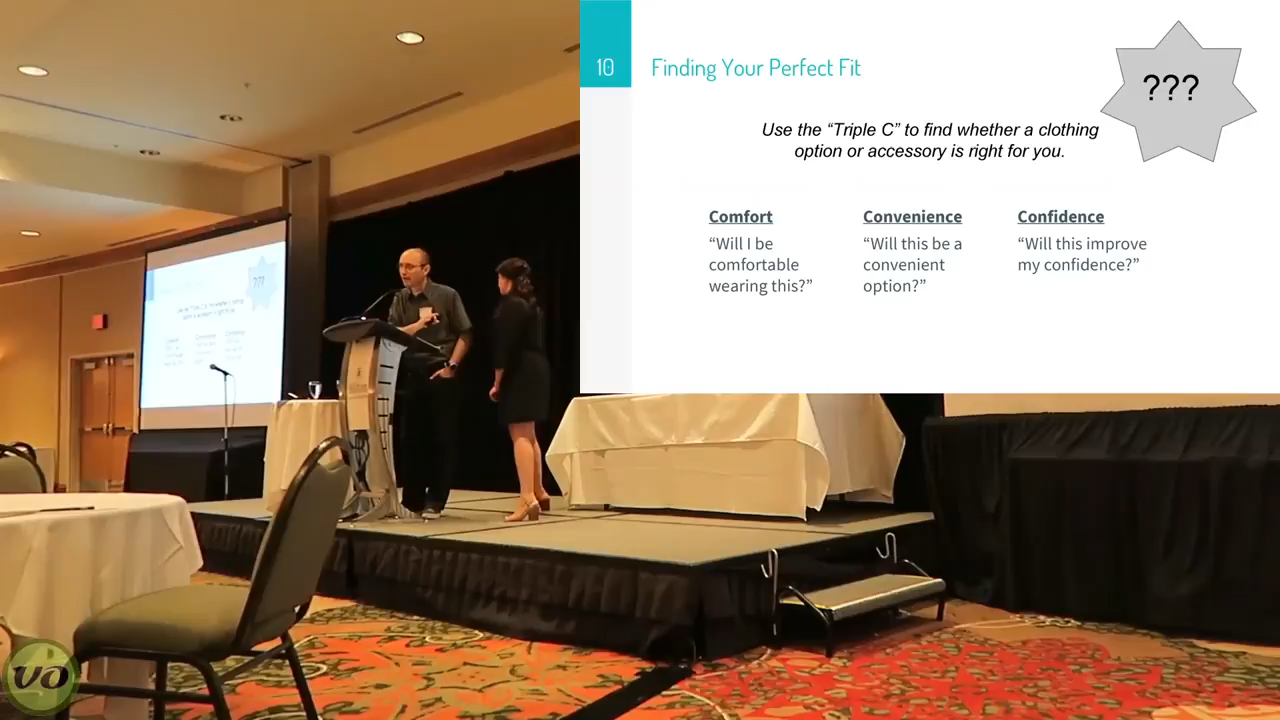 10
Finding Your Perfect Fit
???
Use the “Triple C” to find whether a clothing
option or accessory is right for you.
Comfort
“Will I be
comfortable
wearing this?”
Convenience
“Will this be a
convenient
option?”
Confidence
“Will this improve
my confidence?”
???
vo